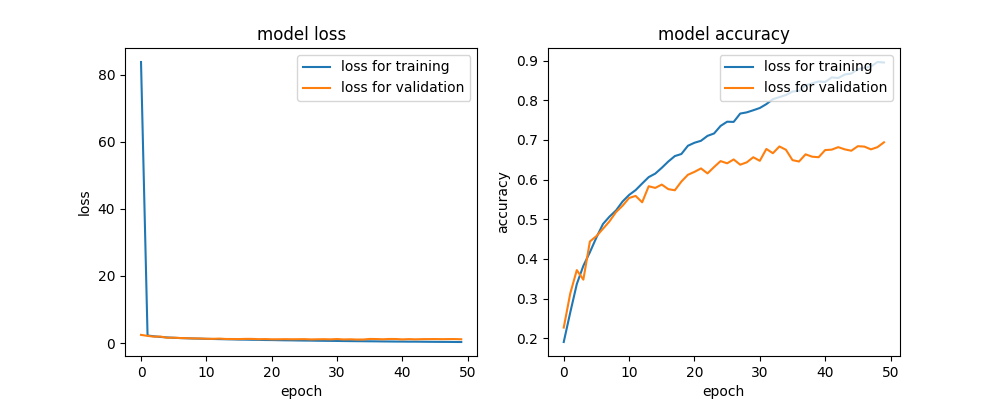 model loss
loss
80
60
40
20
0
loss for training
loss for validation
0 10 20 30 40 50
epoch
model accuracy
accuracy
0.9
0.8
0.7
0.6
0.5
0.4
0.3
0.2
loss for training
loss for validation
0 10 20 30 40 50
epoch